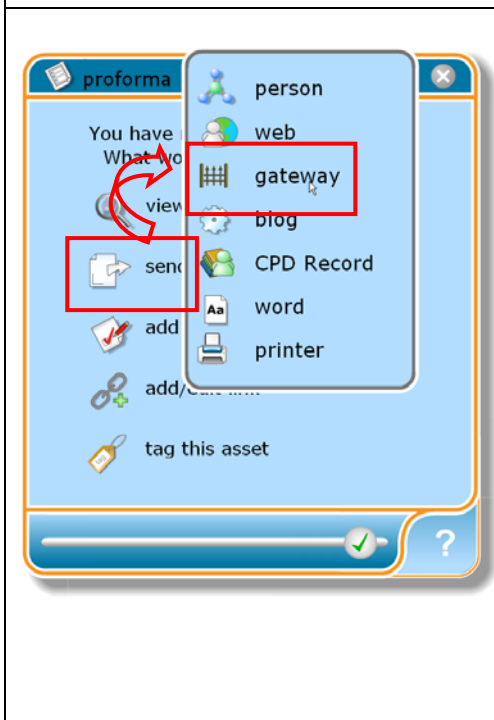 proforma
You have
What wo
view
send
add
add/edit link
tag this asset
person
web
gateway
blog
CPD Record
Aa
word
printer
?